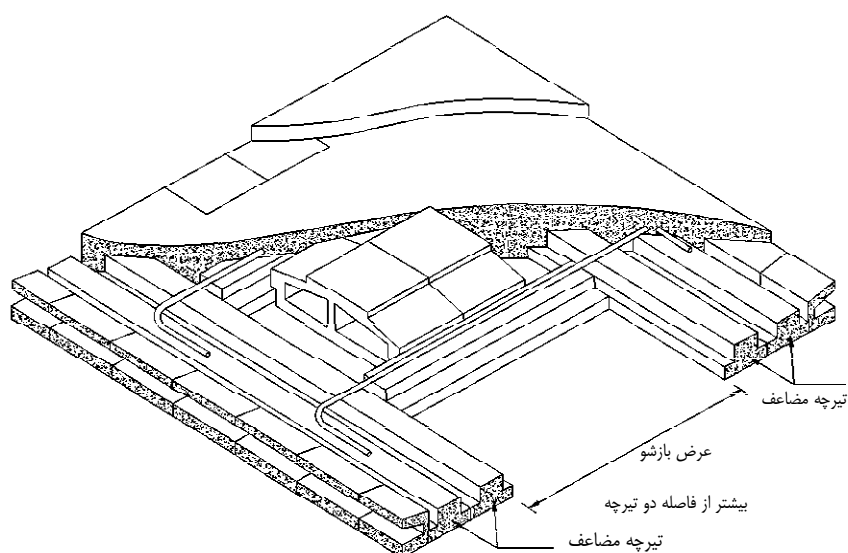 تیرچه مضاعف
عرض بازشو
بیشتر از فاصله دو تیرچه
تیرچه مضاعف